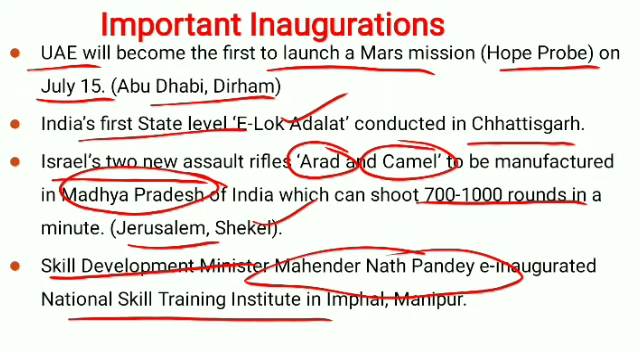 Important Inaugurations
• UAE will become the first to launch a Mars mission (Hope Probe) on
July 15. (Abu Dhabi, Dirham)
• India's first State level 'E-Lok Adalat' conducted in Chhattisgarh.
• Israel's two new assault rifles 'Arad and Camel' to be manufactured
in Madhya Pradesh of India which can shoot 700-1000 rounds in a
minute. (Jerusalem, Shekel).
• Skill Development Minister Mahender Nath Pandey e-inaugurated
National Skill Training Institute in Imphal, Manipur.